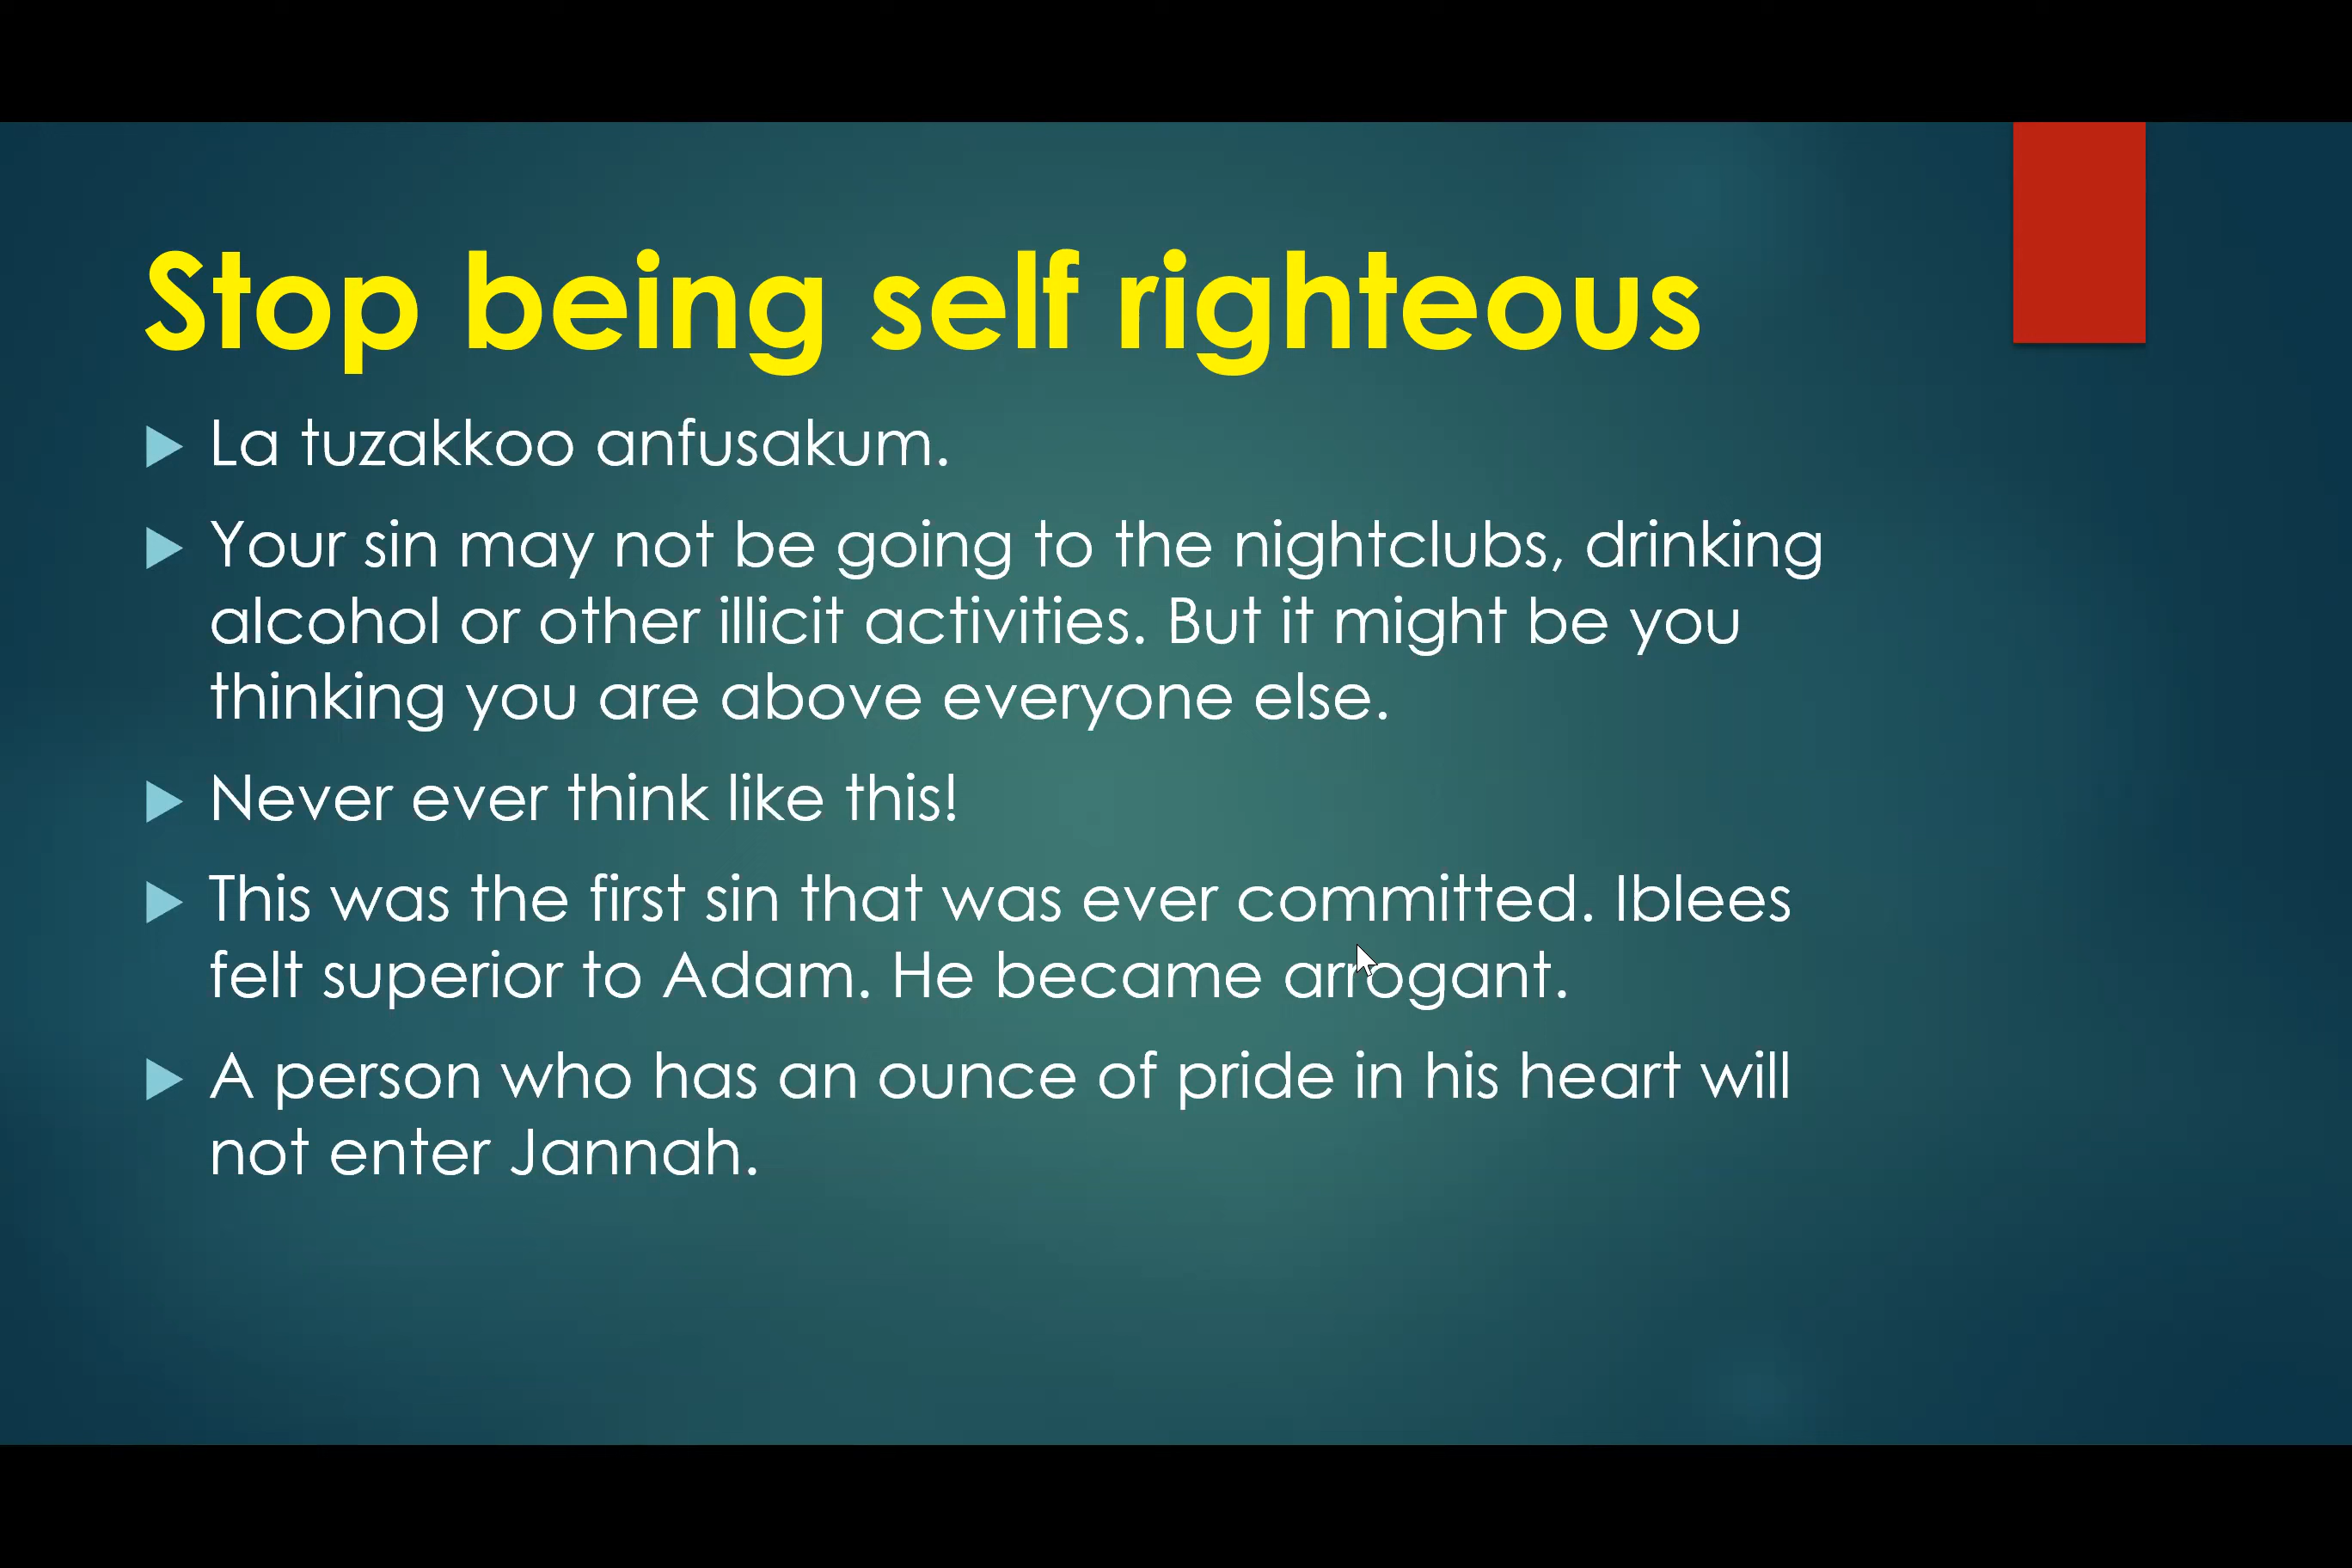 Stop being self righteous
La tuzakkoo anfusakum.
Your sin may not be going to the nightclubs, drinking
alcohol or other illicit activities. But it might be you
thinking you are above everyone else.
Never ever think like this!
This was the first sin that was ever committed. Iblees
felt superior to Adam. He became arrogant.
A person who has an ounce of pride in his heart will
not enter Jannah.